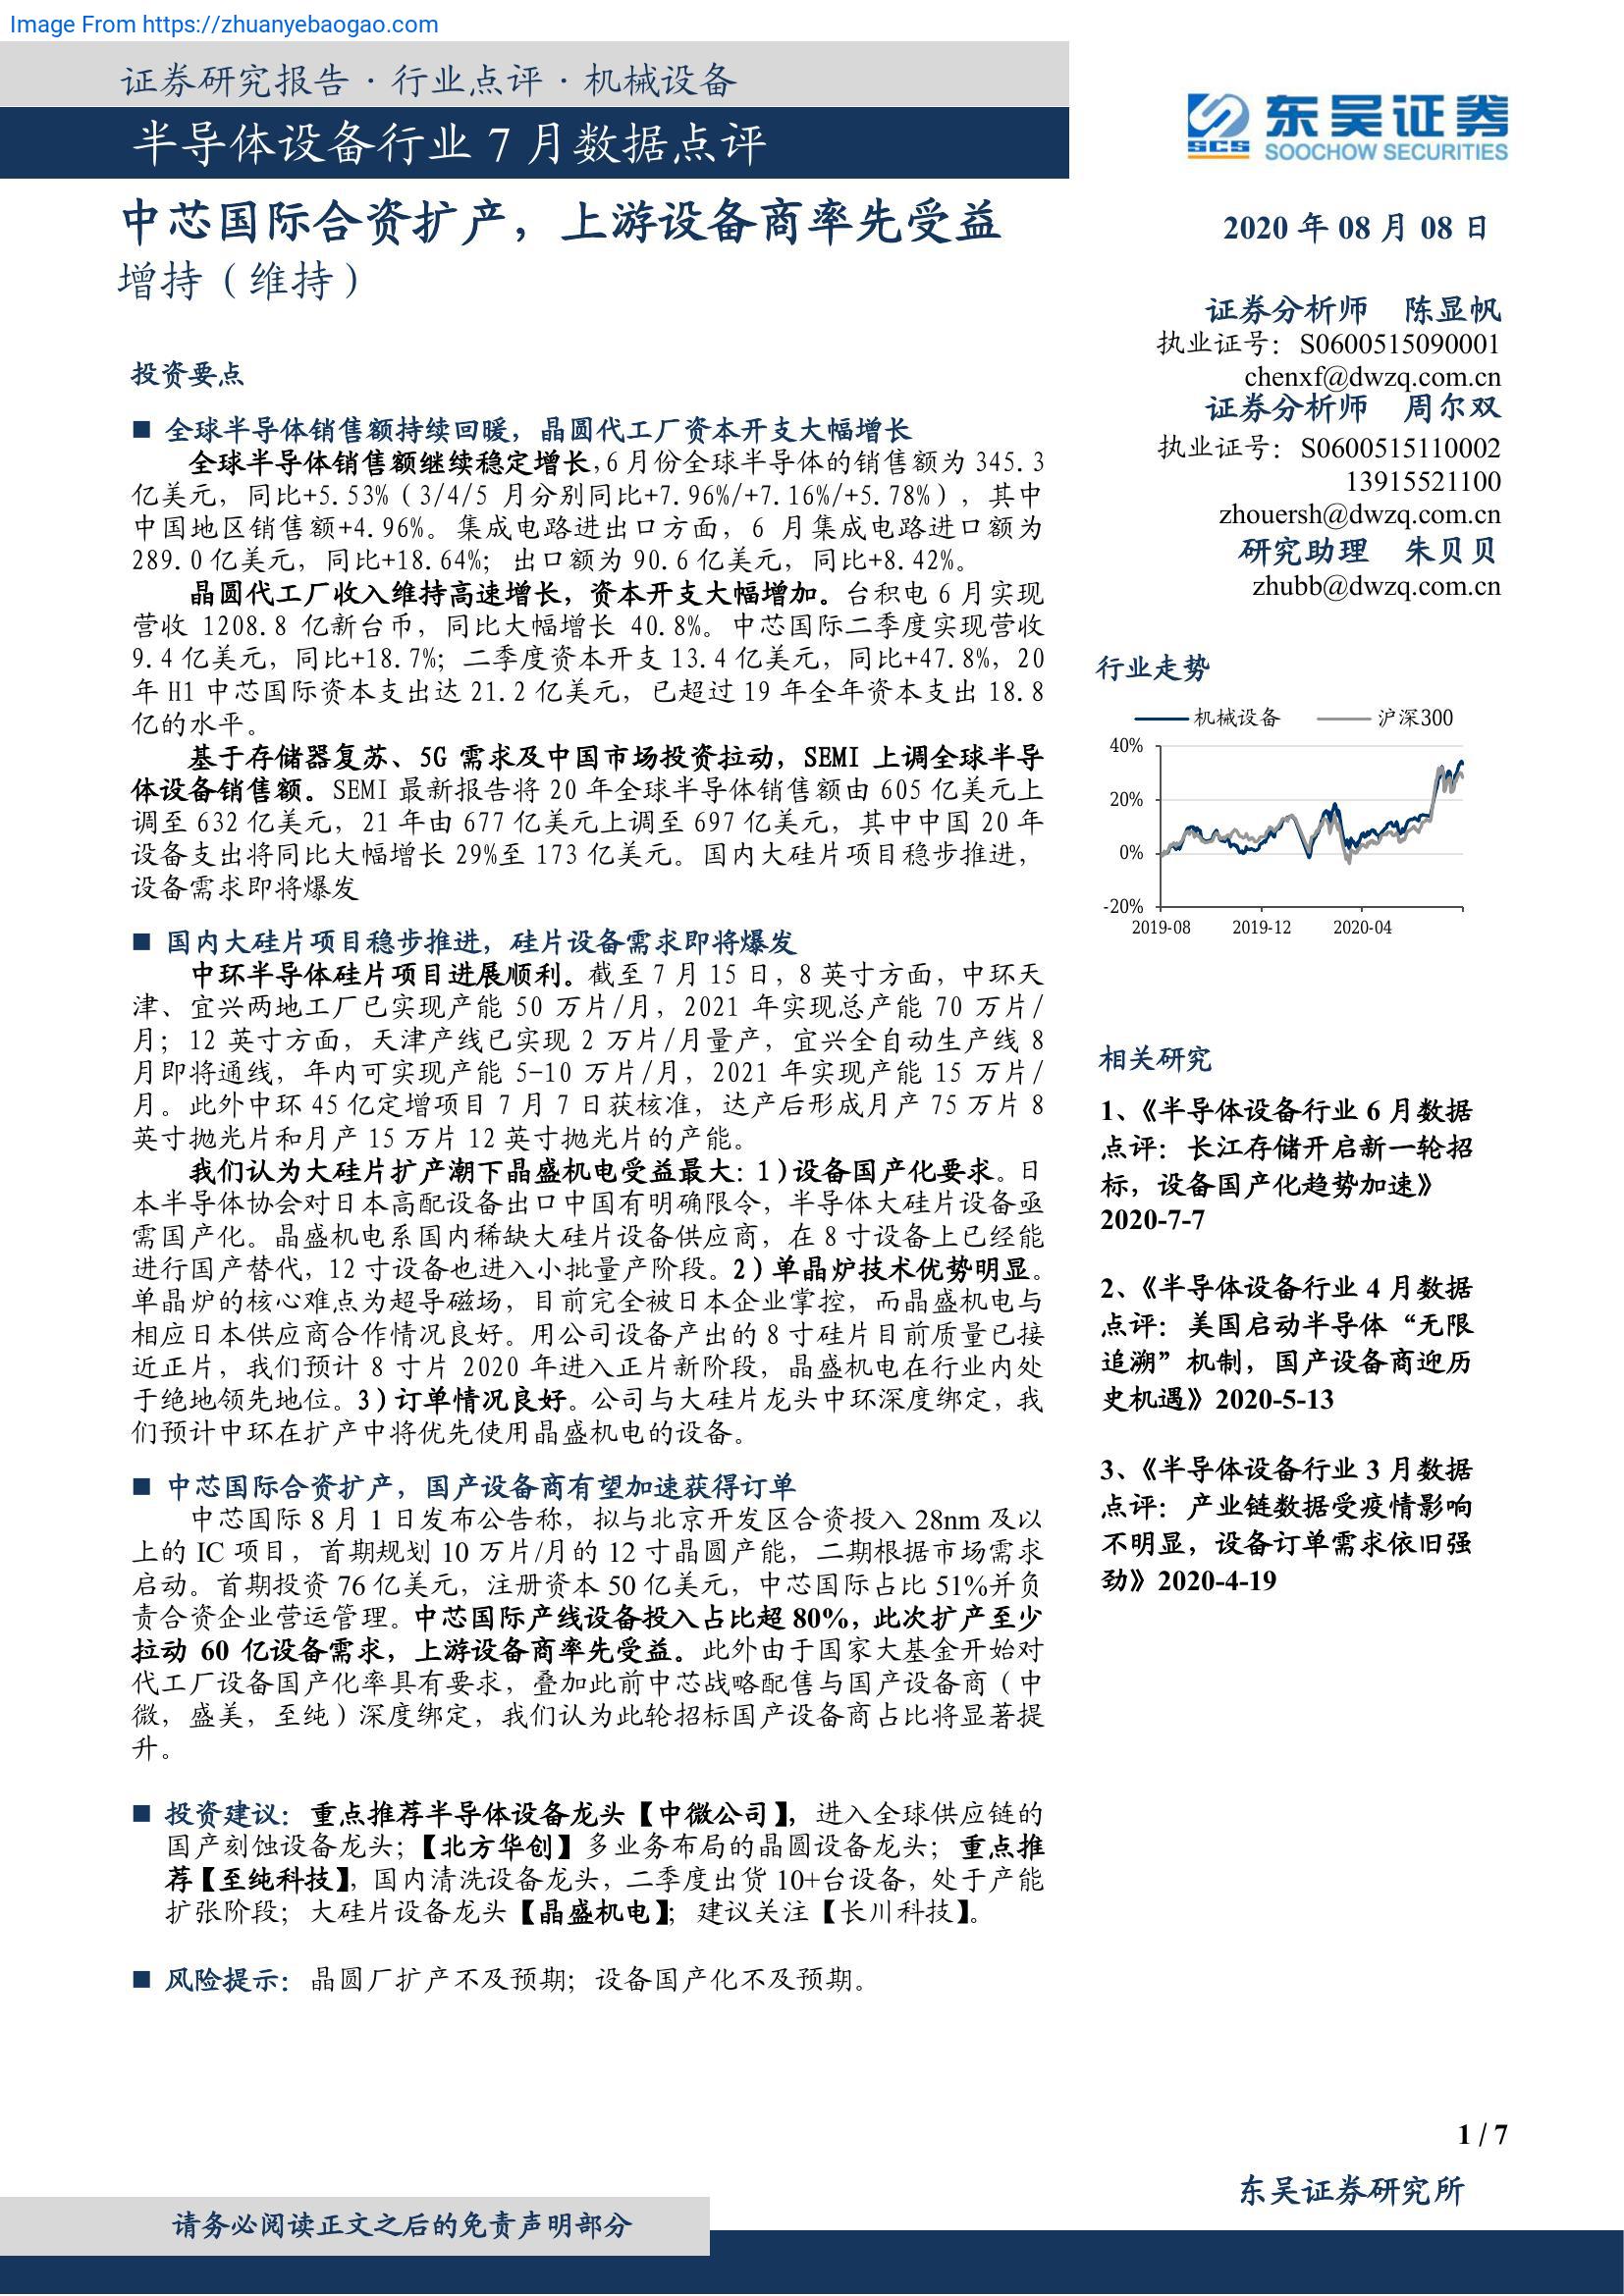 Image From https://zhuanyebaogao.com
证券研究报告·行业点评·机械设备
半导体设备行业 7 月数据点评
中芯国际合资扩产，上游设备商率先受益
增持（维持）
投资要点
■ 全球半导体销售额持续回暖，晶圆代工厂资本开支大幅增长
全球半导体销售额继续稳定增长，6 月份全球半导体的销售额为 345.3
亿美元，同比+5.53%（3/4/5 月分别同比+7.96%/+7.16%/+5.78%），其中
中国地区销售额+4.96%。集成电路进出口方面，6 月集成电路进口额为
289.0 亿美元，同比+18.64%；出口额为 90.6 亿美元，同比+8.42%。
晶圆代工厂收入维持高速增长，资本开支大幅增加。台积电 6 月实现
营收 1208.8 亿新台币，同比大幅增长 40.8%。中芯国际二季度实现营收
9.4 亿美元，同比+18.7%；二季度资本开支 13.4 亿美元，同比+47.8%，20
年 H1 中芯国际资本支出达 21.2 亿美元，已超过 19 年全年资本支出 18.8
亿的水平。
基于存储器复苏、5G 需求及中国市场投资拉动，SEMI 上调全球半导
体设备销售额。SEMI 最新报告将 20 年全球半导体销售额由 605 亿美元上
调至 632 亿美元，21 年由 677 亿美元上调至 697 亿美元，其中中国 20 年
设备支出将同比大幅增长 29%至 173 亿美元。国内大硅片项目稳步推进，
设备需求即将爆发
■ 国内大硅片项目稳步推进，硅片设备需求即将爆发
中环半导体硅片项目进展顺利。截至 7 月 15 日，8 英寸方面，中环天
津、宜兴两地工厂已实现产能 50 万片/月，2021 年实现总产能 70 万片/
月；12 英寸方面，天津产线已实现 2 万片/月量产，宜兴全自动生产线 8
月即将通线，年内可实现产能 5-10 万片/月，2021 年实现产能 15 万片/
月。此外中环 45 亿定增项目 7 月 7 日获核准，达产后形成月产 75 万片 8
英寸抛光片和月产 15 万片 12 英寸抛光片的产能。
我们认为大硅片扩产潮下晶盛机电受益最大：1)设备国产化要求。日
本半导体协会对日本高配设备出口中国有明确限令，半导体大硅片设备亟
需国产化。晶盛机电系国内稀缺大硅片设备供应商，在 8 寸设备上已经能
进行国产替代，12 寸设备也进入小批量产阶段。2）单晶炉技术优势明显。
单晶炉的核心难点为超导磁场，目前完全被日本企业掌控，而晶盛机电与
相应日本供应商合作情况良好。用公司设备产出的 8 寸硅片目前质量已接
近正片，我们预计 8 寸片 2020 年进入正片新阶段，晶盛机电在行业内处
于绝地领先地位。3）订单情况良好。公司与大硅片龙头中环深度绑定，我
们预计中环在扩产中将优先使用晶盛机电的设备。
■ 中芯国际合资扩产，国产设备商有望加速获得订单
中芯国际 8 月 1 日发布公告称，拟与北京开发区合资投入 28nm 及以
上的 IC 项目，首期规划 10 万片/月的 12 寸晶圆产能，二期根据市场需求
启动。首期投资 76 亿美元，注册资本 50 亿美元，中芯国际占比 51%并负
责合资企业营运管理。中芯国际产线设备投入占比超 80%，此次扩产至少
拉动 60 亿设备需求，上游设备商率先受益。此外由于国家大基金开始对
代工厂设备国产化率具有要求，叠加此前中芯战略配售与国产设备商（中
微，盛美，至纯）深度绑定，我们认为此轮招标国产设备商占比将显著提
升。
■ 投资建议：重点推荐半导体设备龙头【中微公司】，进入全球供应链的
国产刻蚀设备龙头；【北方华创】多业务布局的晶圆设备龙头；重点推
荐【至纯科技】，国内清洗设备龙头，二季度出货 10+台设备，处于产能
扩张阶段；大硅片设备龙头【晶盛机电】；建议关注【长川科技】。
■ 风险提示：晶圆厂扩产不及预期；设备国产化不及预期。
SCS 东吴证券
SOOCHOW SECURITIES
2020 年 08 月 08 日
证券分析师 陈显帆
执业证号：S0600515090001
chenxf@dwzq.com.cn
证券分析师 周尔双
执业证号：S0600515110002
13915521100
zhouersh@dwzq.com.cn
研究助理 朱贝贝
zhubb@dwzq.com.cn
行业走势
机械设备 沪深300
40%
20%
0%
-20%
2019-08 2019-12 2020-04
相关研究
1、《半导体设备行业 6 月数据
点评：长江存储开启新一轮招
标，设备国产化趋势加速》
2020-7-7
2、《半导体设备行业 4 月数据
点评：美国启动半导体“无限
追溯”机制，国产设备商迎历
史机遇》2020-5-13
3、《半导体设备行业 3 月数据
点评：产业链数据受疫情影响
不明显，设备订单需求依旧强
劲》2020-4-19
1 / 7
东吴证券研究所
请务必阅读正文之后的免责声明部分